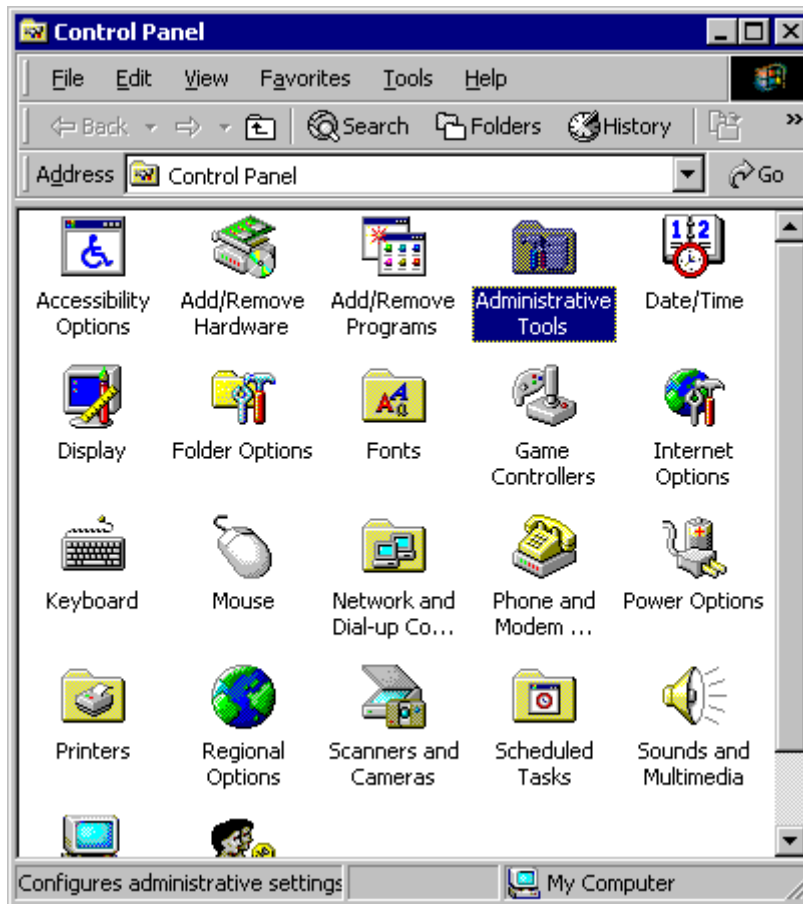 Control Panel
File Edit View Favorites Tools Help
Back Search Folders History »
Address Control Panel Go
Accessibility Options
Add/Remove Hardware
Add/Remove Programs
Administrative Tools
Date/Time
Display
Folder Options
Fonts
Game Controllers
Internet Options
Keyboard
Mouse
Network and Dial-up Co...
Phone and Modem ...
Power Options
Printers
Regional Options
Scanners and Cameras
Scheduled Tasks
Sounds and Multimedia
Configures administrative settings
My Computer